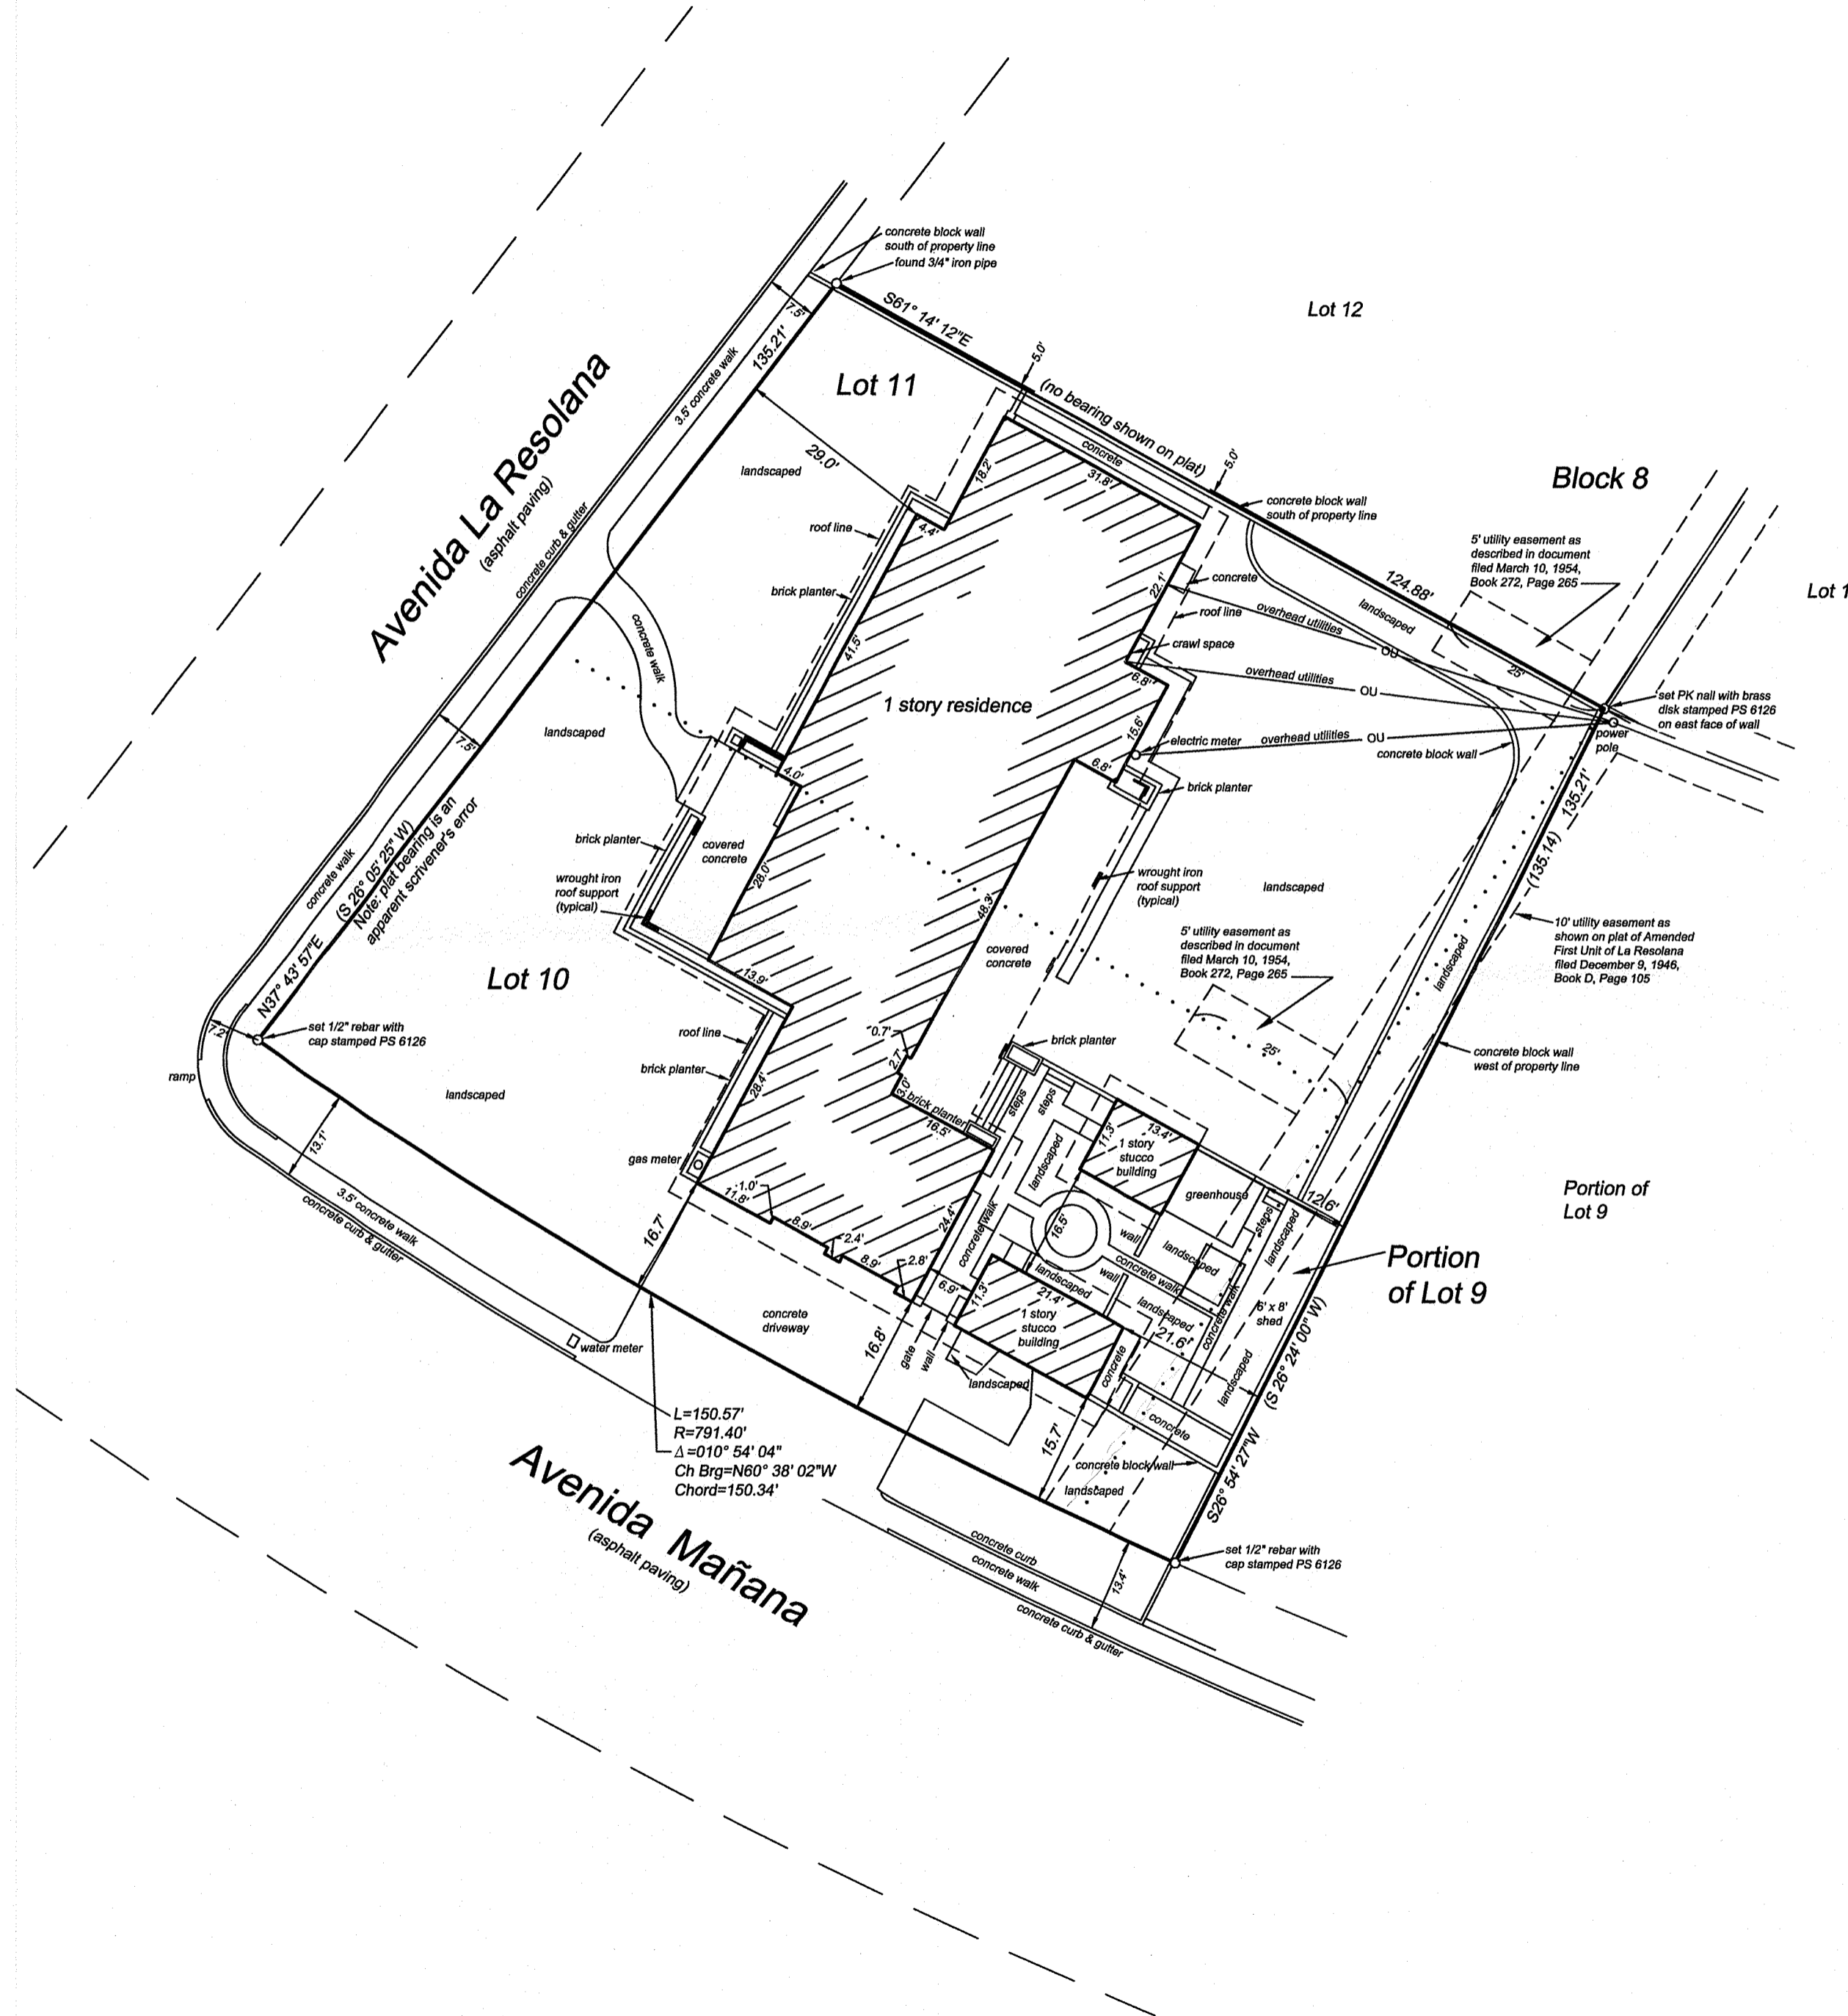 concrete block wall
south of property line
found 3/4" iron pipe
S61° 14' 12"E
7.5'
135.21'
5.0'
Lot 12
3.5' concrete walk
Lot 11
(no bearing shown on plat)
Avenida La Resolana
(asphalt paving)
concrete curb & gutter
29.0'
landscaped
18.2'
concrete
31.8'
5.0'
Block 8
concrete block wall
south of property line
5' utility easement as
described in document
filed March 10, 1954,
Book 272, Page 265
124.88'
Lot 1
roof line
4.4'
22.1'
concrete
landscaped
brick planter
roof line
overhead utilities
OU
concrete walk
41.5'
crawl space
25'
6.8'
overhead utilities
OU
1 story residence
set PK nail with brass
disk stamped PS 6126
on east face of wall
landscaped
7.5'
15.6'
electric meter
overhead utilities
OU
power
pole
concrete block wall
4.0'
6.8'
brick planter
135.21'
(135.14)
N37° 43' 57"E
(S 26° 05' 25" W)
Note: plat bearing is an
apparent scrivener's error
concrete walk
brick planter
covered
concrete
28.0'
wrought iron
roof support
(typical)
48.3'
wrought iron
roof support
(typical)
landscaped
5' utility easement as
described in document
filed March 10, 1954,
Book 272, Page 265
10' utility easement as
shown on plat of Amended
First Unit of La Resolana
filed December 9, 1946,
Book D, Page 105
covered
concrete
landscaped
Lot 10
13.9'
7.2'
set 1/2" rebar with
cap stamped PS 6126
roof line
0.7'
2.7'
brick planter
25'
concrete block wall
west of property line
ramp
brick planter
28.4'
3.0'
landscaped
brick planter
16.5'
steps
steps
13.1'
11.3'
13.4'
1 story
stucco
building
landscaped
gas meter
1.0'
11.8'
greenhouse
12.6'
Portion of
Lot 9
3.5' concrete walk
concrete curb & gutter
16.7'
8.9'
2.4'
24.4'
concrete walk
16.5'
wall
steps
landscaped
landscaped
Portion
of Lot 9
8.9'
2.8'
6.9'
11.3'
landscaped
21.4'
wall
concrete walk
landscaped
concrete walk
6' x 8'
shed
concrete
driveway
1 story
stucco
building
21.6'
water meter
16.8'
gate
wall
landscaped
concrete
landscaped
(S 26° 24' 00" W)
L=150.57'
R=791.40'
Δ=010° 54' 04"
Ch Brg=N60° 38' 02"W
Chord=150.34'
15.7'
concrete
concrete block wall
landscaped
S26° 54' 27"W
Avenida Mañana
(asphalt paving)
concrete curb
concrete walk
concrete curb & gutter
13.4'
set 1/2" rebar with
cap stamped PS 6126